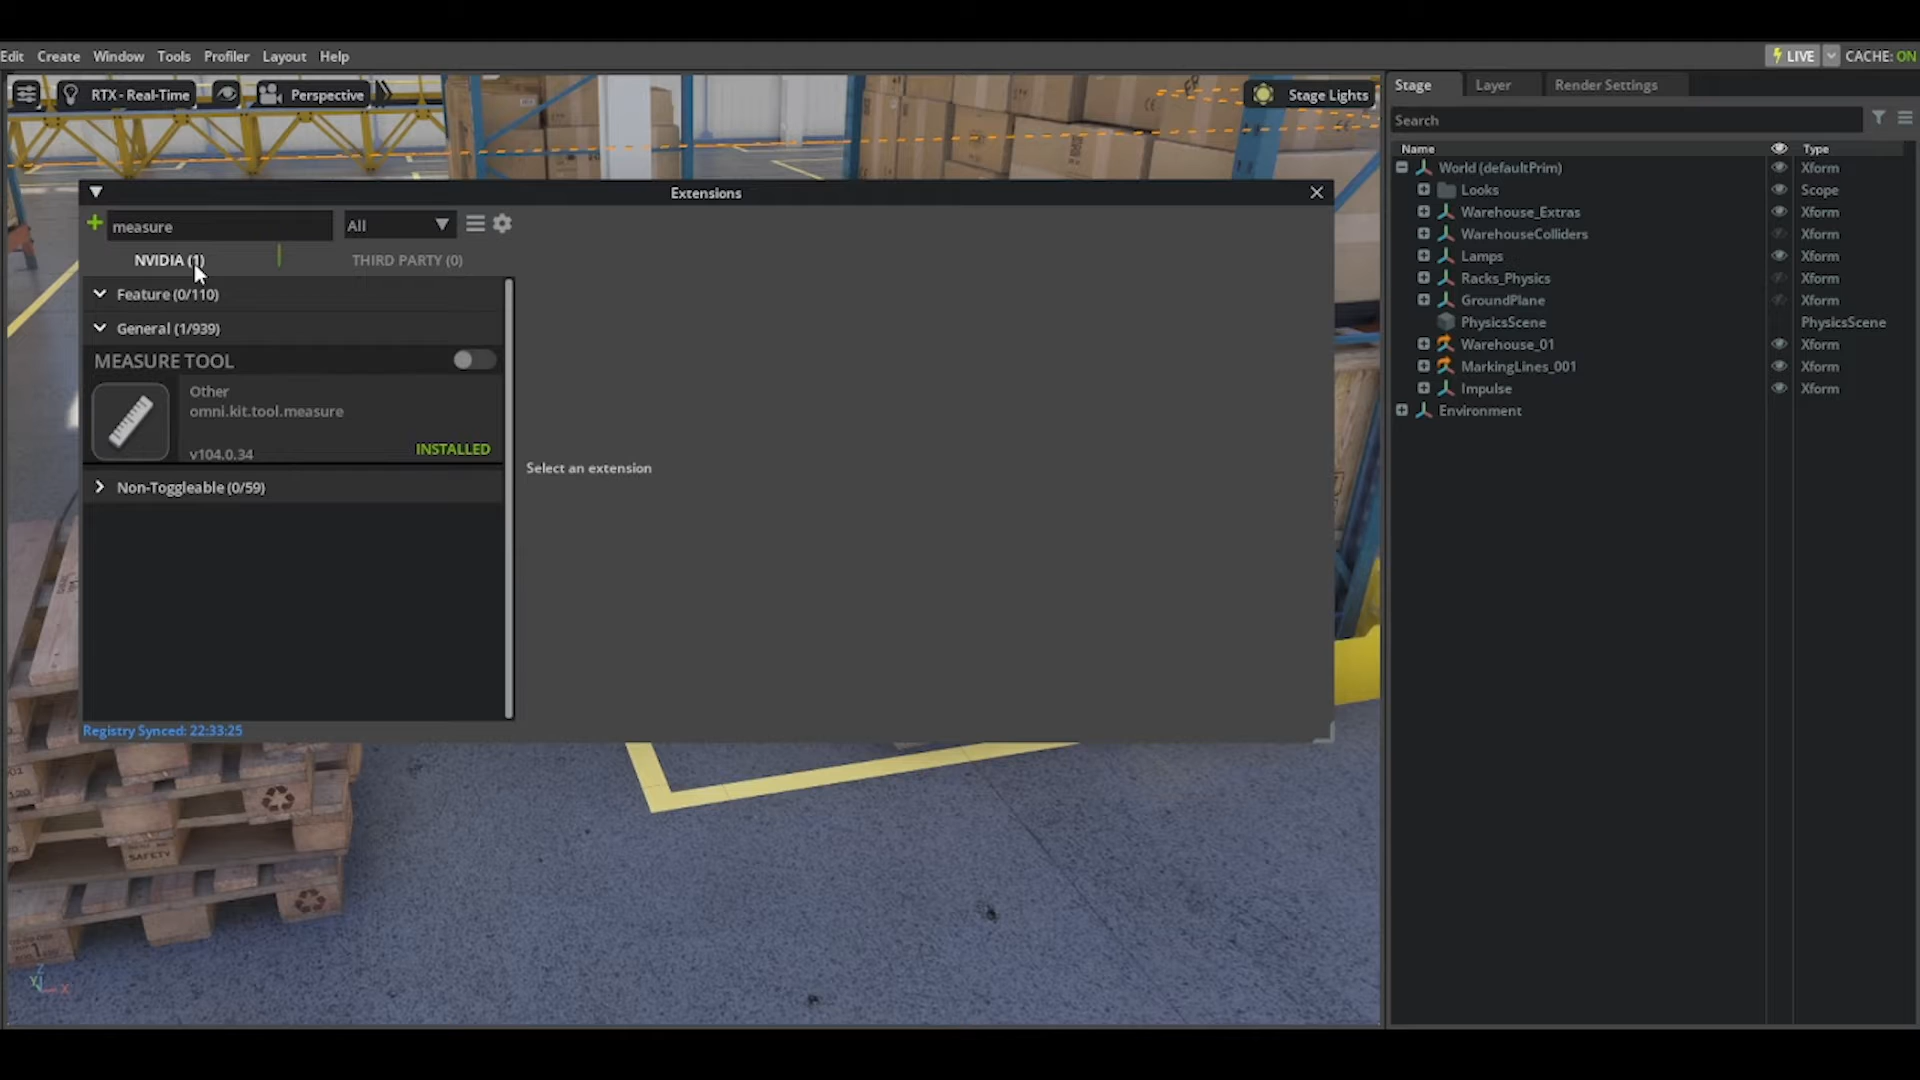 Edit Create Window Tools Profiler Layout Help
LIVE CACHE: ON
RTX - Real-Time Perspective Stage Lights
Stage Layer Render Settings
Search
Name Type
World (defaultPrim) Xform
Looks Scope
Warehouse_Extras Xform
WarehouseColliders Xform
Lamps Xform
Racks_Physics Xform
GroundPlane Xform
PhysicsScene PhysicsScene
Warehouse_01 Xform
MarkingLines_001 Xform
Impulse Xform
Environment
Extensions
measure All
NVIDIA (1) THIRD PARTY (0)
Feature (0/110)
General (1/939)
MEASURE TOOL
Other
omni.kit.tool.measure
v104.0.34 INSTALLED
Non-Toggleable (0/59)
Select an extension
Registry Synced: 22:33:25
SAFETY
Z
Y X